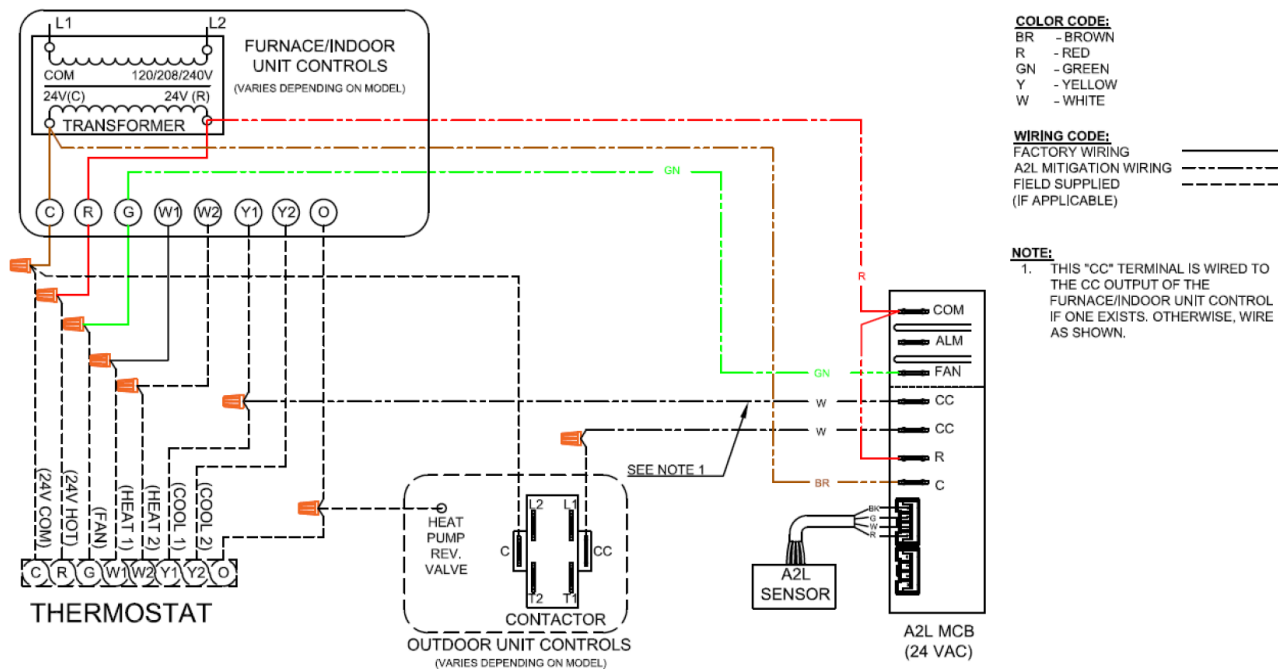 L1
L2
COM
120/208/240V
24V(C)
24V (R)
TRANSFORMER
FURNACE/INDOOR
UNIT CONTROLS
(VARIES DEPENDING ON MODEL)
C
R
G
W1
W2
Y1
Y2
O
GN
R
GN
W
W
BR
SEE NOTE 1
(24V COM)
(24V HOT)
(FAN)
(HEAT 1)
(HEAT 2)
(COOL 1)
(COOL 2)
C
R
G
W1
W2
Y1
Y2
O
THERMOSTAT
HEAT
PUMP
REV.
VALVE
L2
L1
C
CC
T2
T1
CONTACTOR
OUTDOOR UNIT CONTROLS
(VARIES DEPENDING ON MODEL)
COM
ALM
FAN
CC
CC
R
C
BK
G
W
R
A2L
SENSOR
A2L MCB
(24 VAC)
COLOR CODE:
BR - BROWN
R - RED
GN - GREEN
Y - YELLOW
W - WHITE
WIRING CODE:
FACTORY WIRING
A2L MITIGATION WIRING
FIELD SUPPLIED
(IF APPLICABLE)
NOTE:
1. THIS "CC" TERMINAL IS WIRED TO
THE CC OUTPUT OF THE
FURNACE/INDOOR UNIT CONTROL
IF ONE EXISTS. OTHERWISE, WIRE
AS SHOWN.